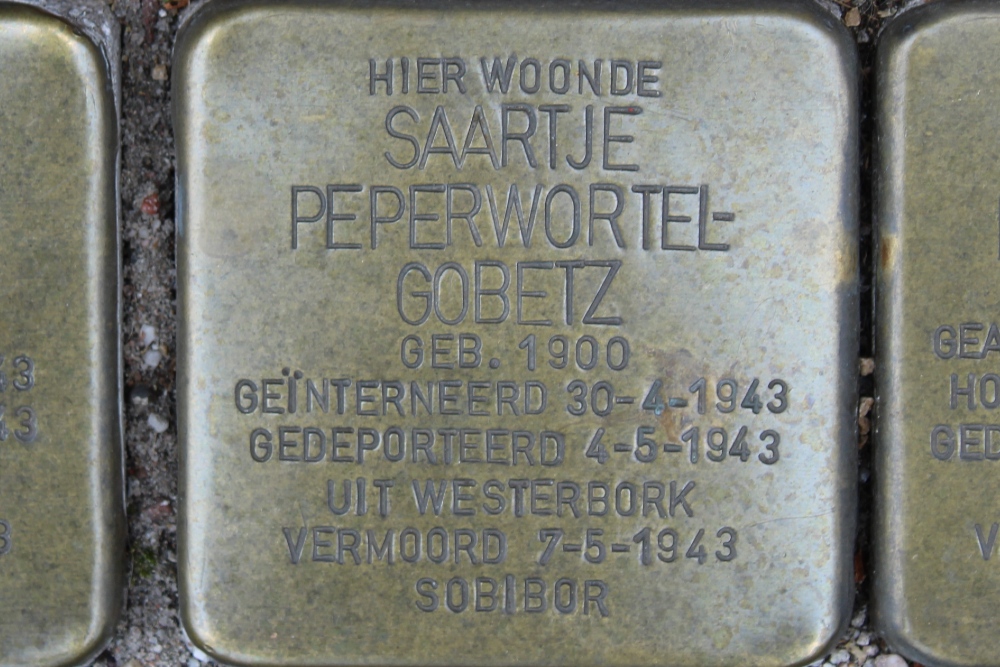 HIER WOONDE
SAARTJE
PEPERWORTEL-
GOBETZ
GEB. 1900
GEÏNTERNEERD 30-4-1943
GEDEPORTEERD 4-5-1943
UIT WESTERBORK
VERMOORD 7-5-1943
SOBIBOR